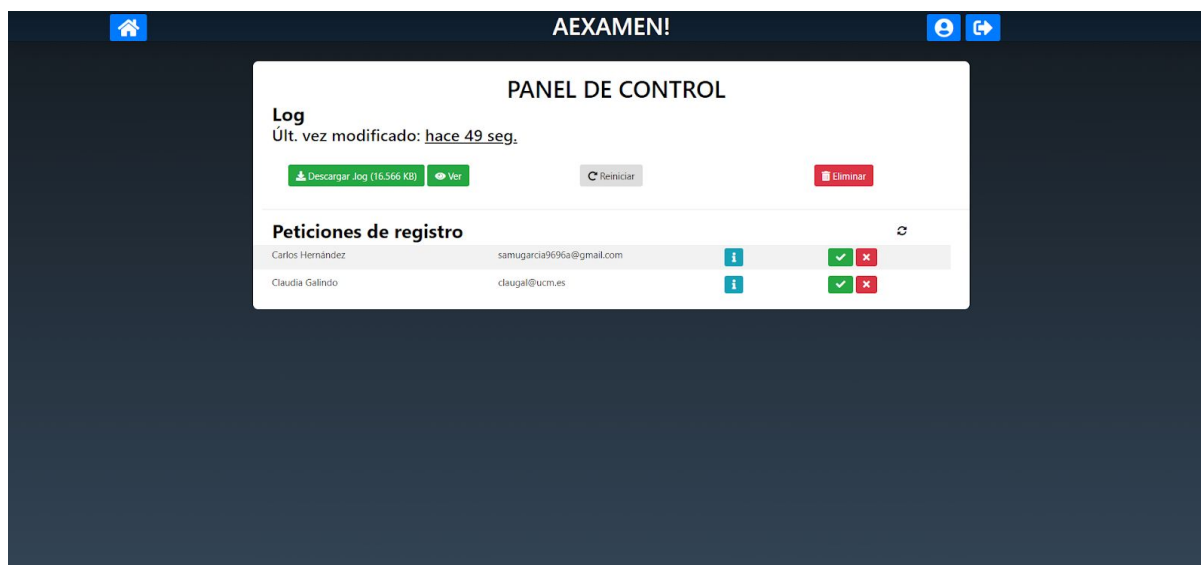 AEXAMEN!
PANEL DE CONTROL
Log
Últ. vez modificado: hace 49 seg.
Descargar .log (16.566 KB) Ver Reiniciar Eliminar
Peticiones de registro
Carlos Hernández samugarcia9696a@gmail.com
Claudia Galindo claugal@ucm.es